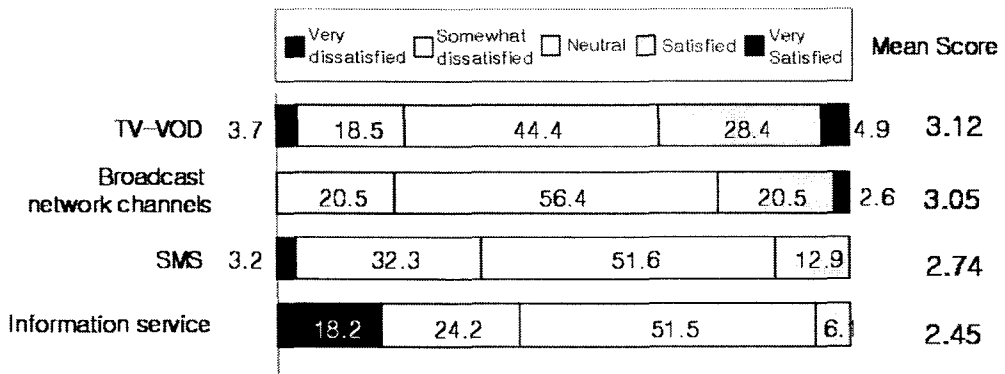 Very dissatisfied
Somewhat dissatisfied
Neutral
Satisfied
Very Satisfied
Mean Score
TV-VOD 3.7 18.5 44.4 28.4 4.9 3.12
Broadcast network channels 20.5 56.4 20.5 2.6 3.05
SMS 3.2 32.3 51.6 12.9 2.74
Information service 18.2 24.2 51.5 6.1 2.45